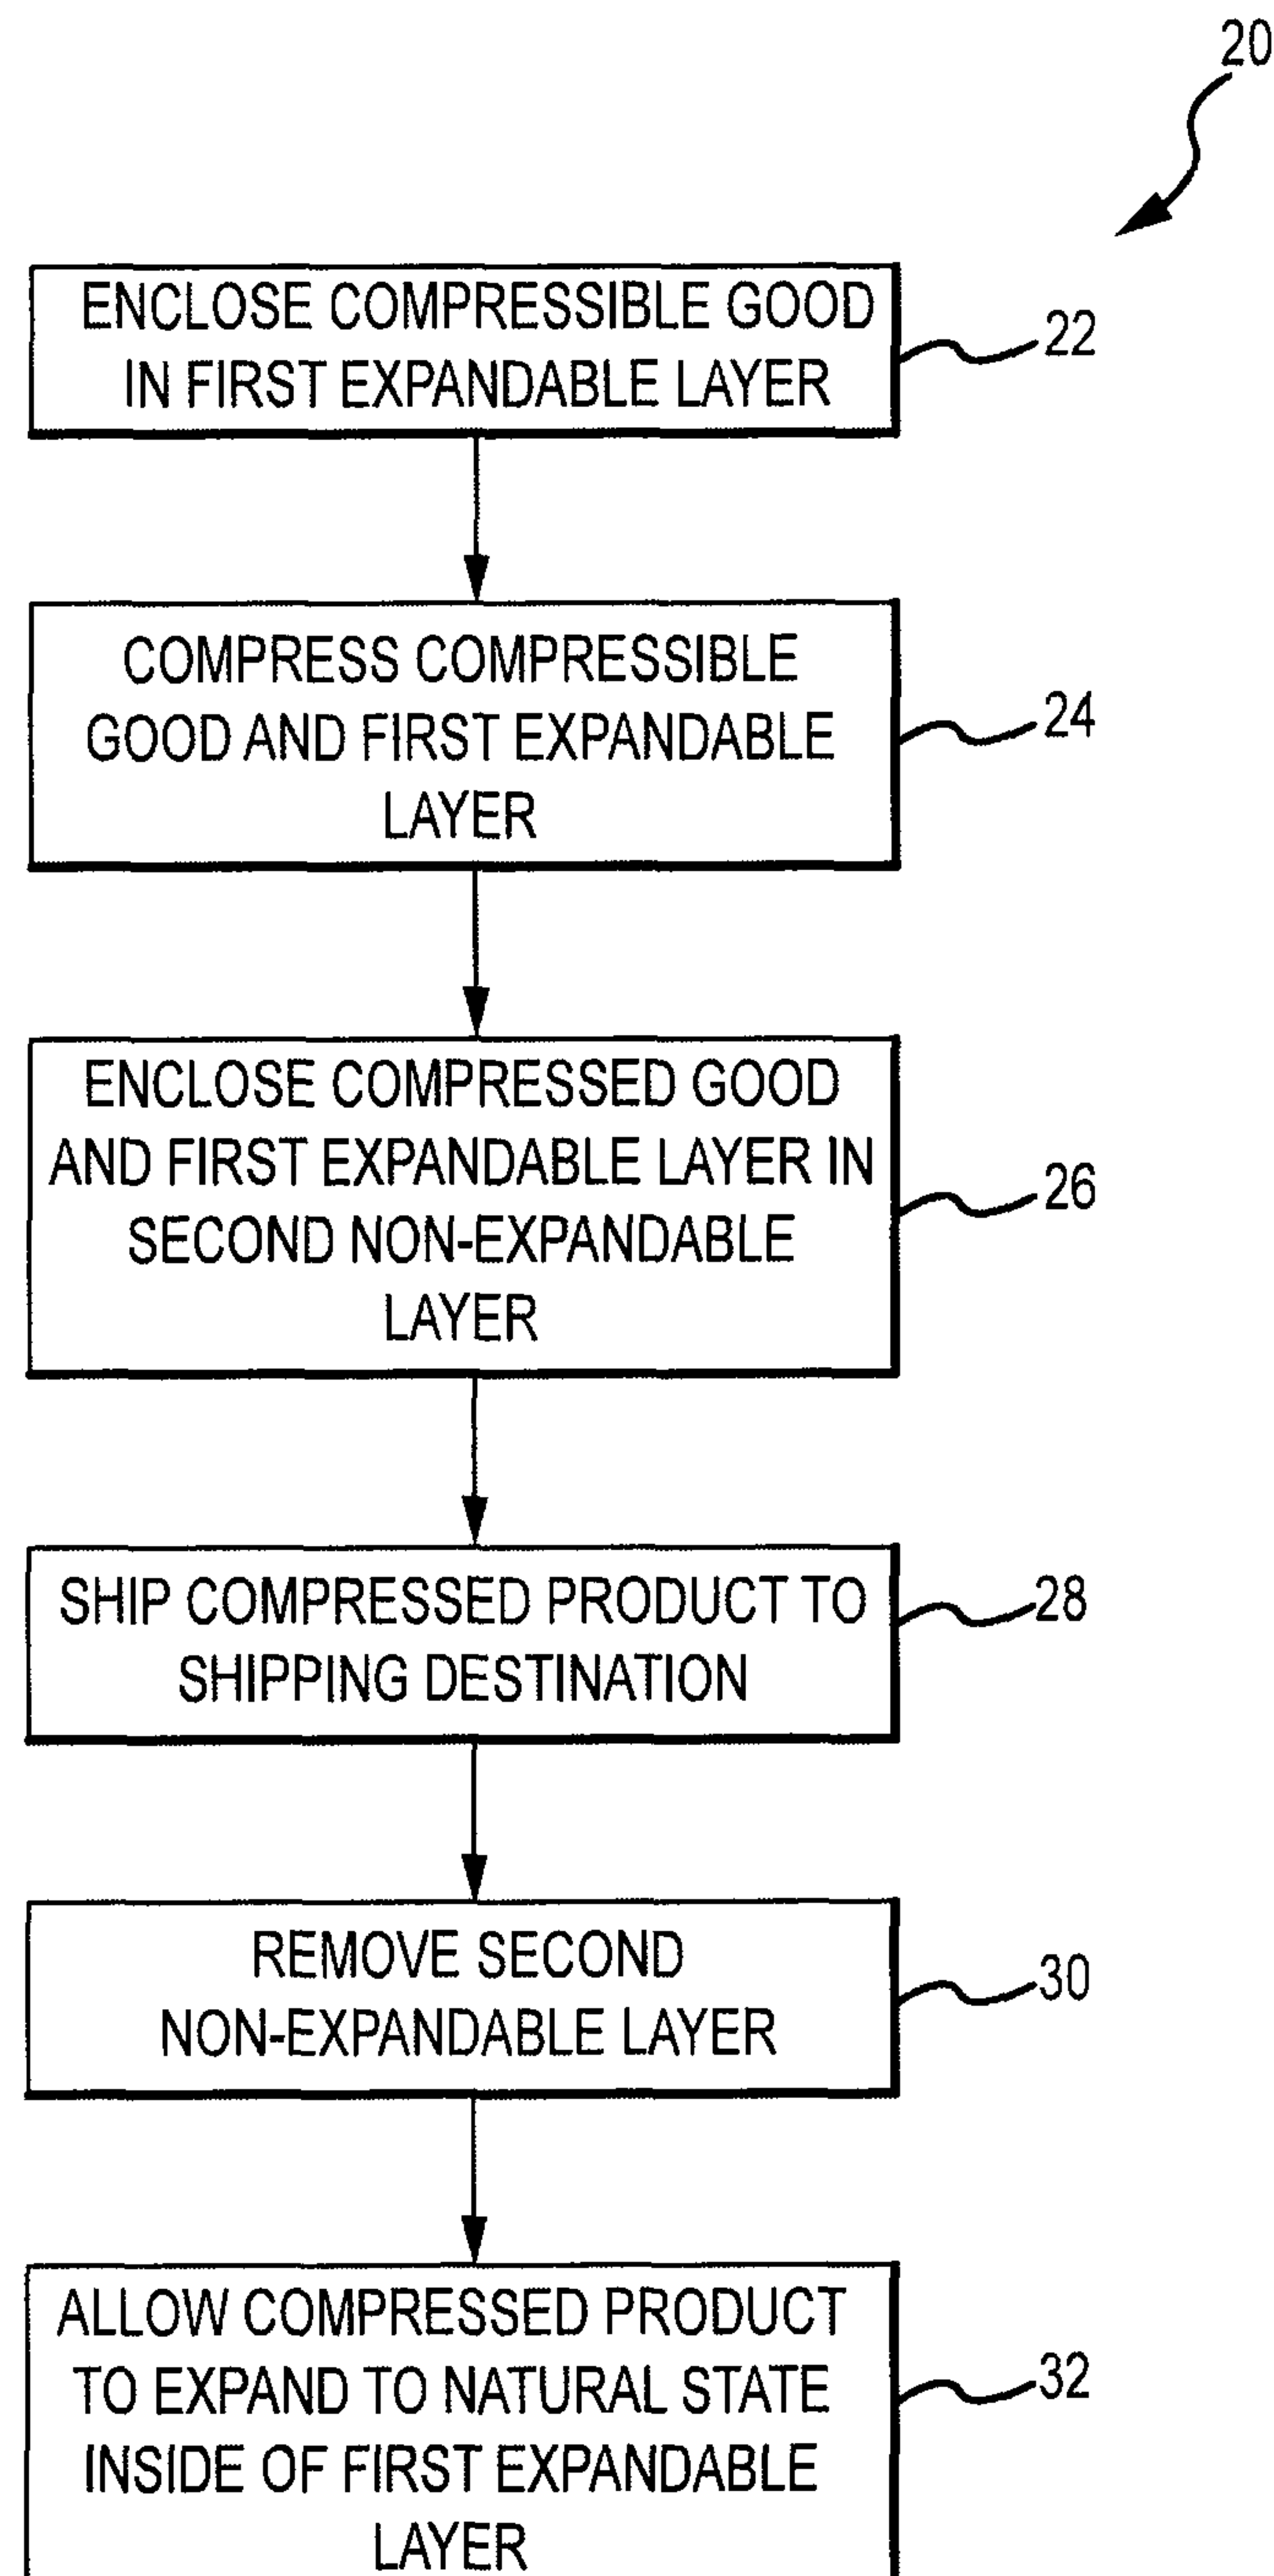 20
ENCLOSE COMPRESSIBLE GOOD
IN FIRST EXPANDABLE LAYER
22
COMPRESS COMPRESSIBLE
GOOD AND FIRST EXPANDABLE
LAYER
24
ENCLOSE COMPRESSED GOOD
AND FIRST EXPANDABLE LAYER IN
SECOND NON-EXPANDABLE
LAYER
26
SHIP COMPRESSED PRODUCT TO
SHIPPING DESTINATION
28
REMOVE SECOND
NON-EXPANDABLE LAYER
30
ALLOW COMPRESSED PRODUCT
TO EXPAND TO NATURAL STATE
INSIDE OF FIRST EXPANDABLE
LAYER
32